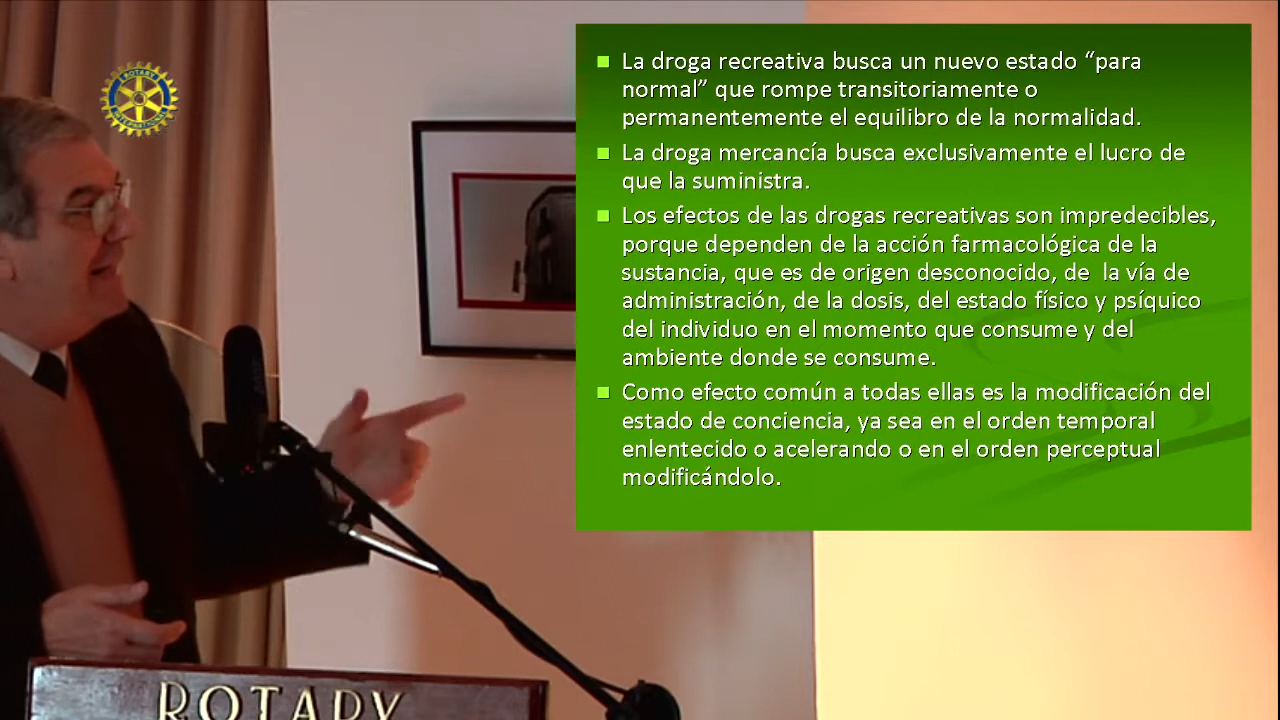 ROTARY
INTERNATIONAL
La droga recreativa busca un nuevo estado “para
normal” que rompe transitoriamente o
permanentemente el equilibro de la normalidad.
La droga mercancía busca exclusivamente el lucro de
que la suministra.
Los efectos de las drogas recreativas son impredecibles,
porque dependen de la acción farmacológica de la
sustancia, que es de origen desconocido, de la vía de
administración, de la dosis, del estado físico y psíquico
del individuo en el momento que consume y del
ambiente donde se consume.
Como efecto común a todas ellas es la modificación del
estado de conciencia, ya sea en el orden temporal
enlentecido o acelerando o en el orden perceptual
modificándolo.
ROTARY